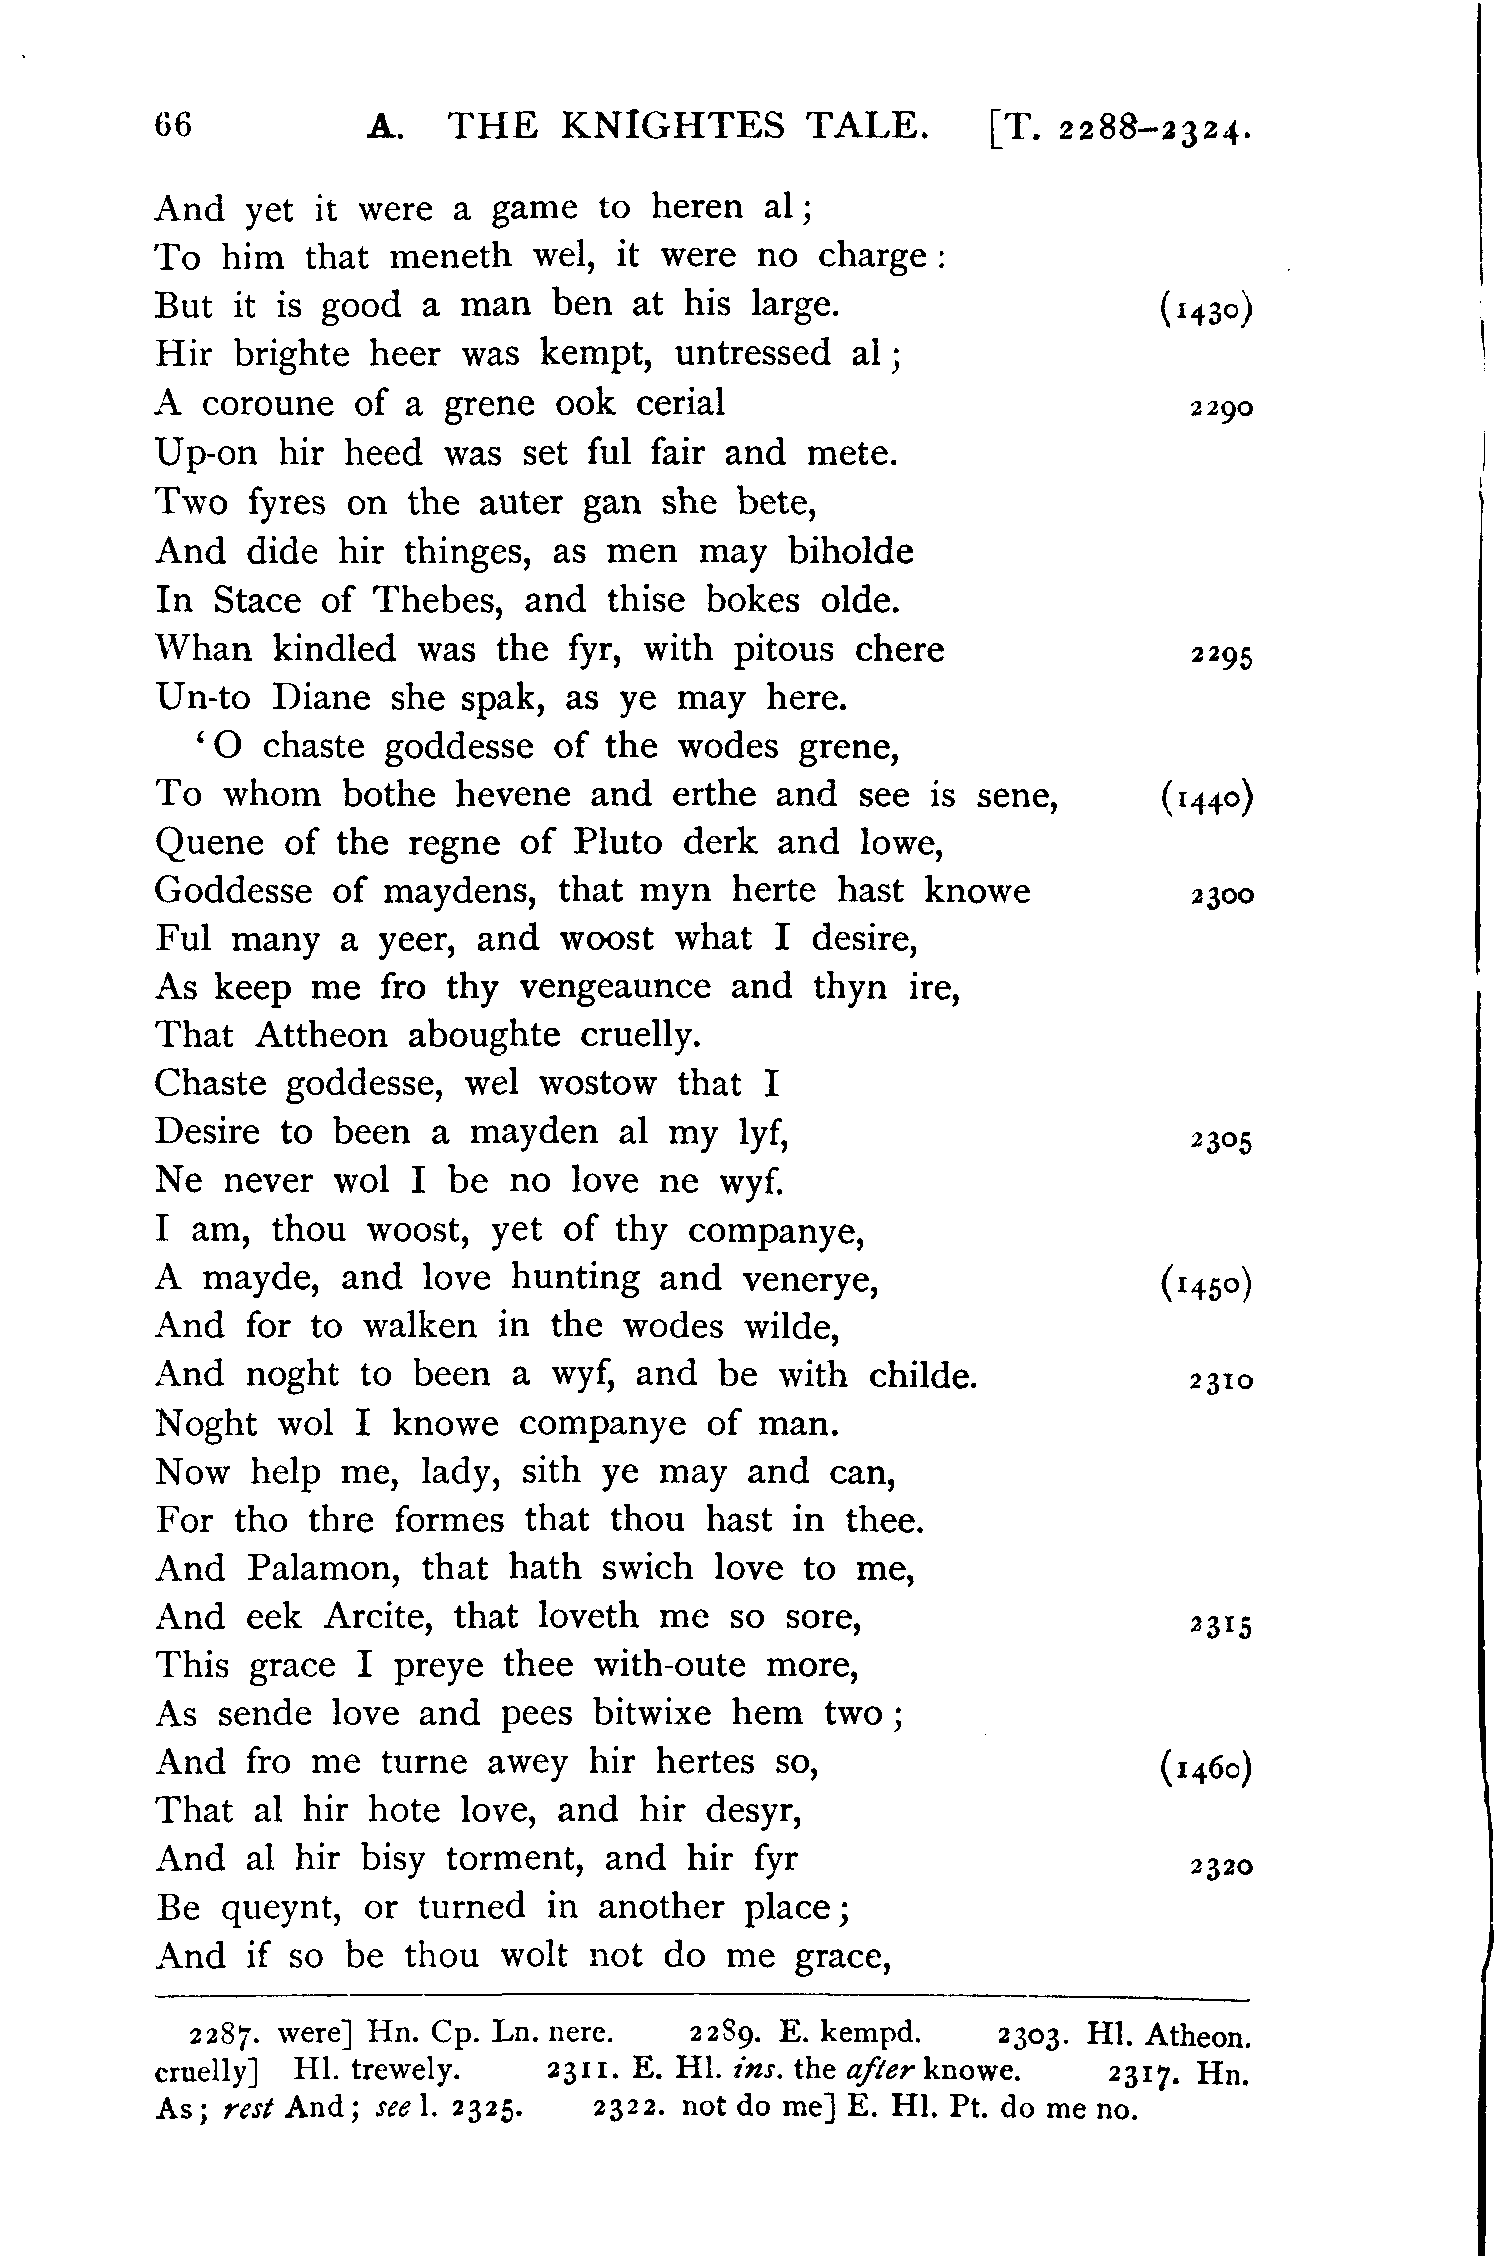 66 A. THE KNIGHTES TALE. [T. 2288–2324.
And yet it were a game to heren al;
To him that meneth wel, it were no charge:
But it is good a man ben at his large. (1430)
Hir brighte heer was kempt, untressed al;
A coroune of a grene ook cerial 2290
Up-on hir heed was set ful fair and mete.
Two fyres on the auter gan she bete,
And dide hir thinges, as men may biholde
In Stace of Thebes, and thise bokes olde.
Whan kindled was the fyr, with pitous chere 2295
Un-to Diane she spak, as ye may here.
‘O chaste goddesse of the wodes grene,
To whom bothe hevene and erthe and see is sene, (1440)
Quene of the regne of Pluto derk and lowe,
Goddesse of maydens, that myn herte hast knowe 2300
Ful many a yeer, and woost what I desire,
As keep me fro thy vengeaunce and thyn ire,
That Attheon aboughte cruelly.
Chaste goddesse, wel wostow that I
Desire to been a mayden al my lyf, 2305
Ne never wol I be no love ne wyf.
I am, thou woost, yet of thy companye,
A mayde, and love hunting and venerye, (1450)
And for to walken in the wodes wilde,
And noght to been a wyf, and be with childe. 2310
Noght wol I knowe companye of man.
Now help me, lady, sith ye may and can,
For tho thre formes that thou hast in thee.
And Palamon, that hath swich love to me,
And eek Arcite, that loveth me so sore, 2315
This grace I preye thee with-oute more,
As sende love and pees bitwixe hem two;
And fro me turne awey hir hertes so, (1460)
That al hir hote love, and hir desyr,
And al hir bisy torment, and hir fyr 2320
Be queynt, or turned in another place;
And if so be thou wolt not do me grace,
2287. were] Hn. Cp. Ln. nere. 2289. E. kempd. 2303. Hl. Atheon.
cruelly] Hl. trewely. 2311. E. Hl. ins. the after knowe. 2317. Hn.
As; rest And; see l. 2325. 2322. not do me] E. Hl. Pt. do me no.